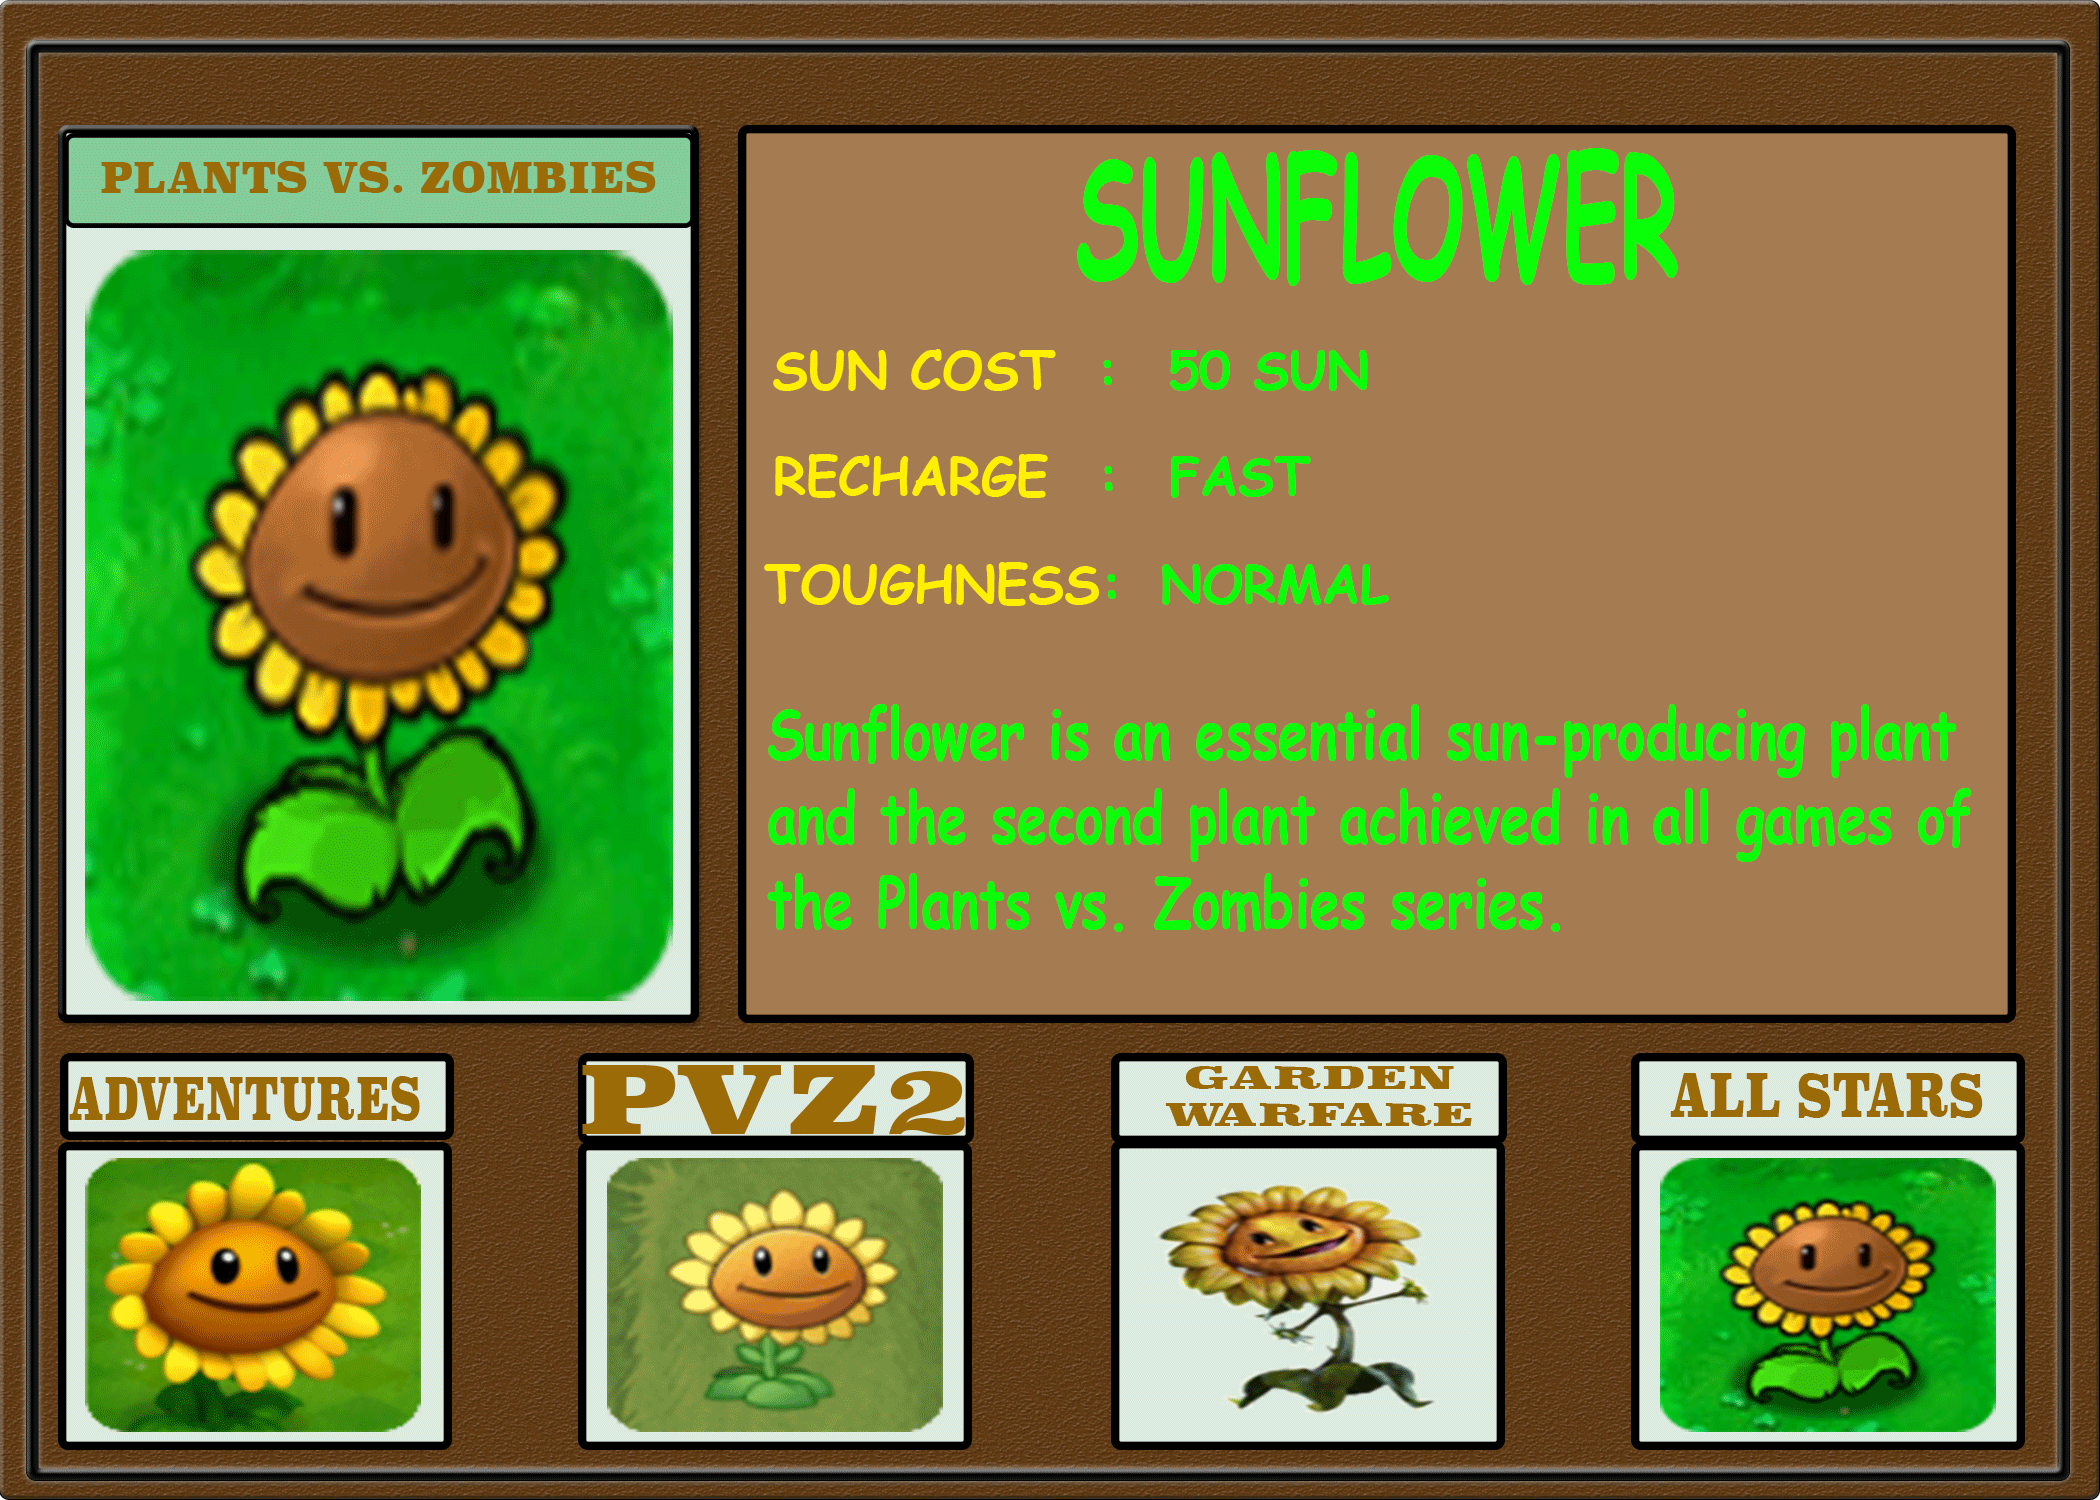 PLANTS VS. ZOMBIES
SUNFLOWER
SUN COST : 50 SUN
RECHARGE : FAST
TOUGHNESS: NORMAL
Sunflower is an essential sun-producing plant
and the second plant achieved in all games of
the Plants vs. Zombies series.
ADVENTURES
PVZ2
GARDEN
WARFARE
ALL STARS